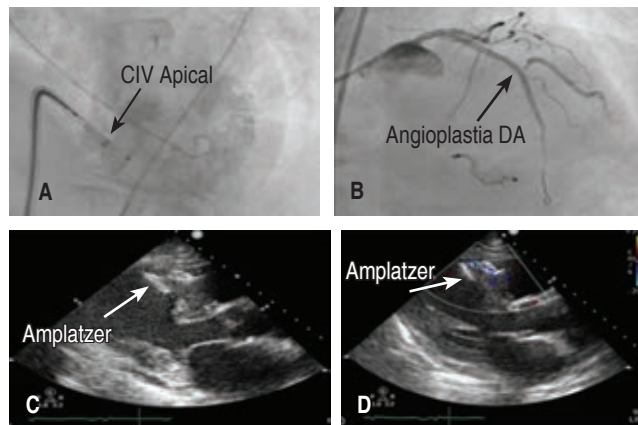 CIV Apical
A
Angioplastia DA
B
Amplatzer
C
Amplatzer
D